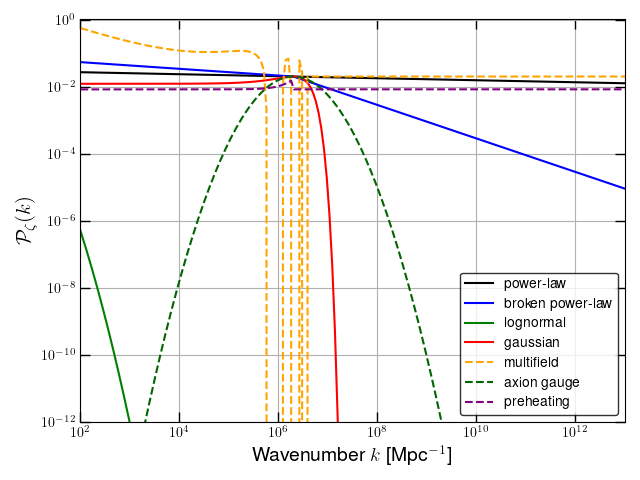 10^0
10^−2
10^−4
10^−6
10^−8
10^−10
10^−12
𝒫_ζ(k)
power-law
broken power-law
lognormal
gaussian
multifield
axion gauge
preheating
10^2 10^4 10^6 10^8 10^10 10^12
Wavenumber k [Mpc^−1]